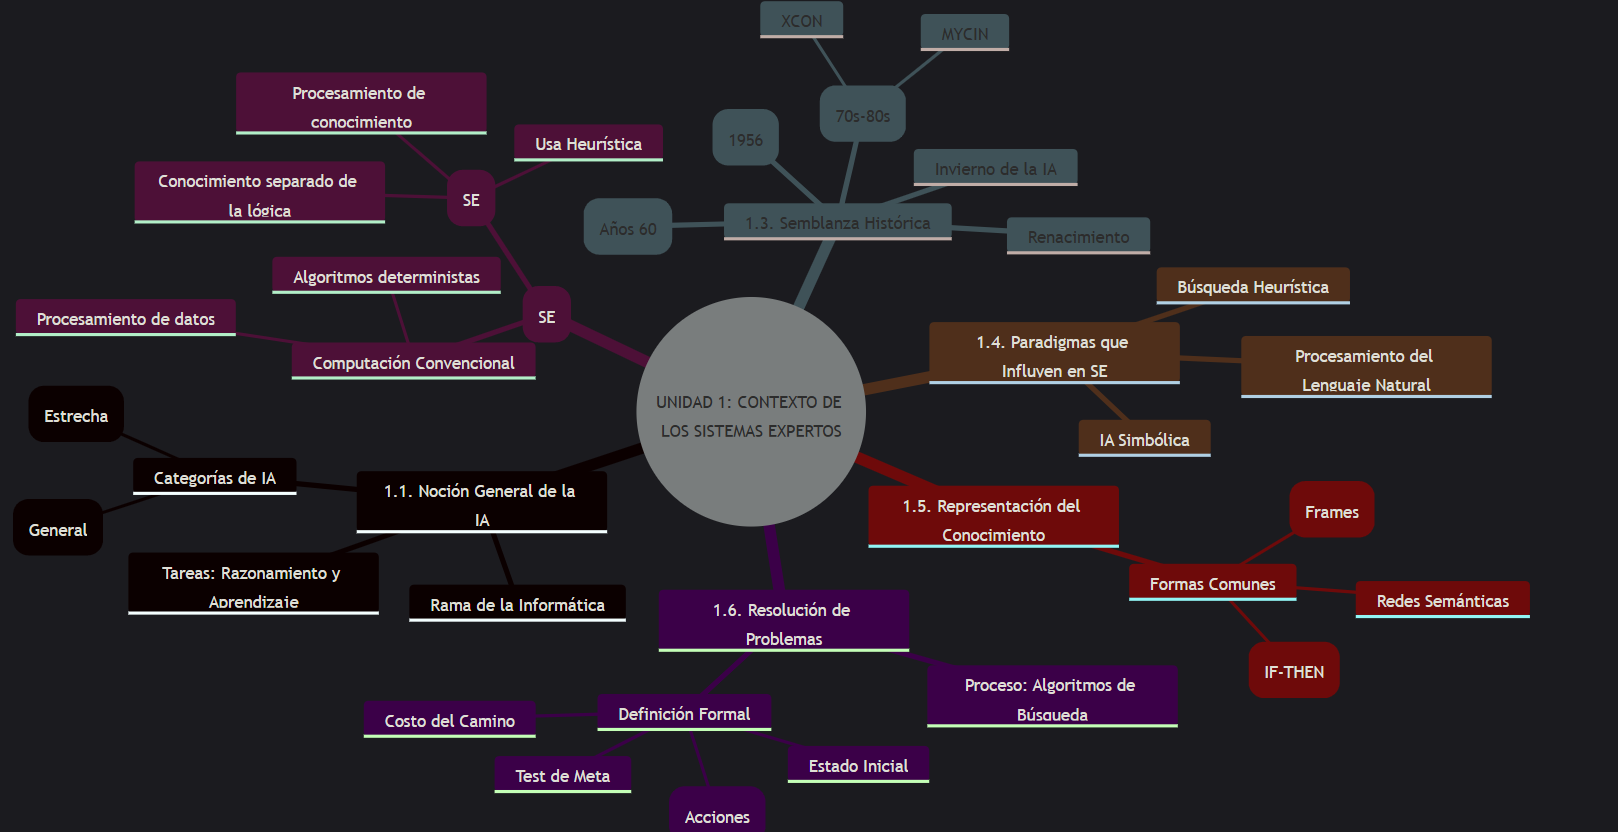 XCON
MYCIN
70s-80s
1956
Años 60
Invierno de la IA
1.3. Semblanza Histórica
Renacimiento
Procesamiento de
conocimiento
Usa Heurística
Conocimiento separado de
la lógica
SE
Algoritmos deterministas
Procesamiento de datos
SE
Computación Convencional
Búsqueda Heurística
1.4. Paradigmas que
Influyen en SE
Procesamiento del
Lenguaje Natural
IA Simbólica
UNIDAD 1: CONTEXTO DE
LOS SISTEMAS EXPERTOS
Estrecha
Categorías de IA
General
1.1. Noción General de la
IA
Tareas: Razonamiento y
Aprendizaje
Rama de la Informática
1.5. Representación del
Conocimiento
Frames
Formas Comunes
Redes Semánticas
IF-THEN
1.6. Resolución de
Problemas
Proceso: Algoritmos de
Búsqueda
Definición Formal
Costo del Camino
Test de Meta
Estado Inicial
Acciones